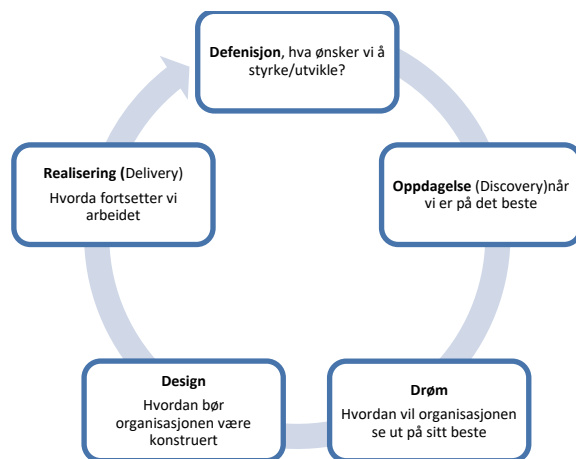 Defenisjon, hva ønsker vi å
styrke/utvikle?
Oppdagelse (Discovery)når
vi er på det beste
Drøm
Hvordan vil organisasjonen
se ut på sitt beste
Design
Hvordan bør
organisasjonen være
konstruert
Realisering (Delivery)
Hvorda fortsetter vi
arbeidet